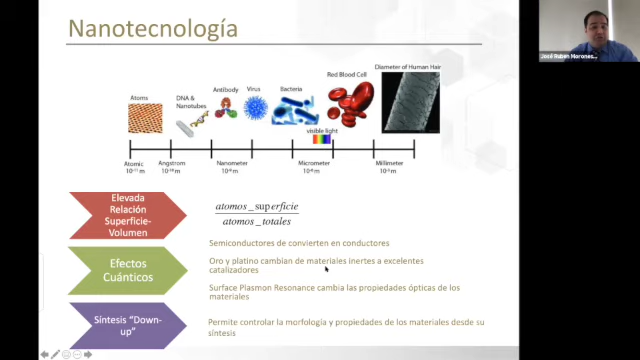 Nanotecnología
José Ruben Morones...
Diameter of Human Hair
Red Blood Cell
Bacteria
Virus
Antibody
DNA &
Nanotubes
Atoms
visible light
Atomic
Angstrom
Nanometer
Micrometer
Millimeter
10⁻¹¹ m
10⁻¹⁰ m
10⁻⁹ m
10⁻⁶ m
10⁻³ m
Elevada
Relación
Superficie-
Volumen
atomos _ superficie
atomos _ totales
Efectos
Cuánticos
Semiconductores de convierten en conductores
Oro y platino cambian de materiales inertes a excelentes
catalizadores
Surface Plasmon Resonance cambia las propiedades ópticas de los
materiales
Síntesis "Down-
up"
Permite controlar la morfología y propiedades de los materiales desde su
síntesis